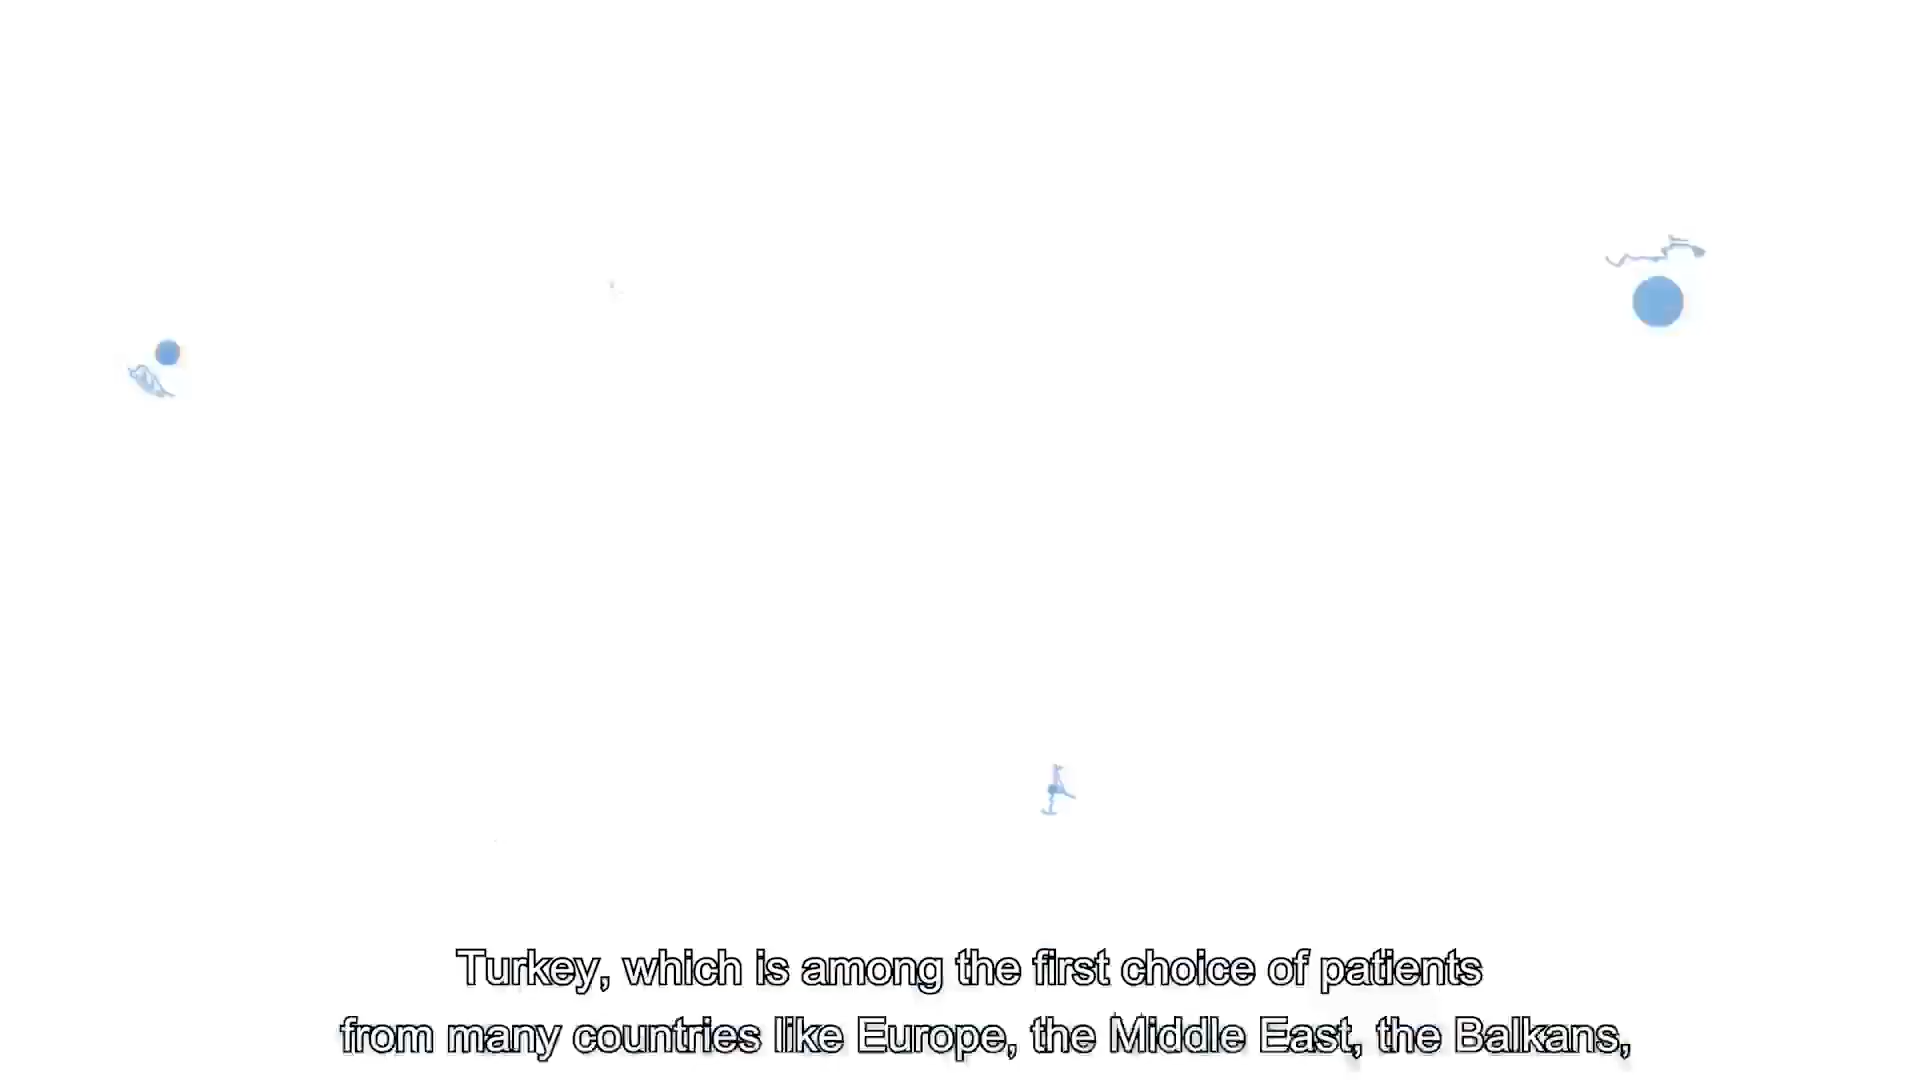 Turkey, which is among the first choice of patients
from many countries like Europe, the Middle East, the Balkans,